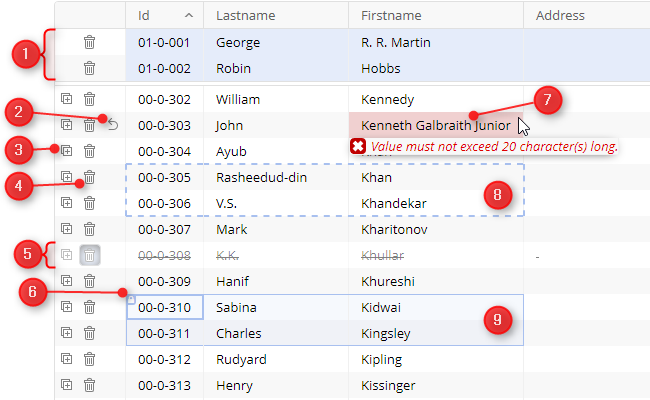 Id Lastname Firstname Address
1 01-0-001 George R. R. Martin
01-0-002 Robin Hobbs
00-0-302 William Kennedy 7
2 00-0-303 John Kenneth Galbraith Junior
3 00-0-304 Ayub Value must not exceed 20 character(s) long.
4 00-0-305 Rasheedud-din Khan 8
00-0-306 V.S. Khandekar
00-0-307 Mark Kharitonov
5 00-0-308 K.K. Khullar -
00-0-309 Hanif Khureshi
6 00-0-310 Sabina Kidwai 9
00-0-311 Charles Kingsley
00-0-312 Rudyard Kipling
00-0-313 Henry Kissinger